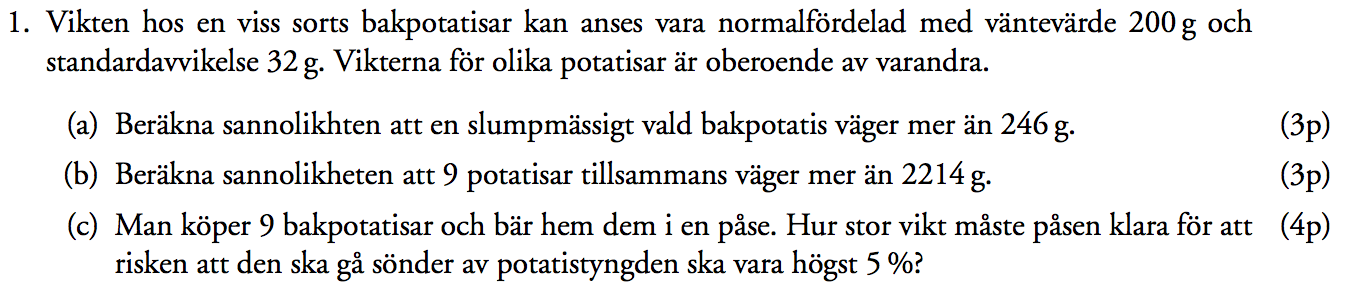 1. Vikten hos en viss sorts bakpotatisar kan anses vara normalfördelad med väntevärde 200 g och
standardavvikelse 32 g. Vikterna för olika potatisar är oberoende av varandra.
(a) Beräkna sannolikhten att en slumpmässigt vald bakpotatis väger mer än 246 g. (3p)
(b) Beräkna sannolikheten att 9 potatisar tillsammans väger mer än 2214 g. (3p)
(c) Man köper 9 bakpotatisar och bär hem dem i en påse. Hur stor vikt måste påsen klara för att (4p)
risken att den ska gå sönder av potatistyngden ska vara högst 5 %?